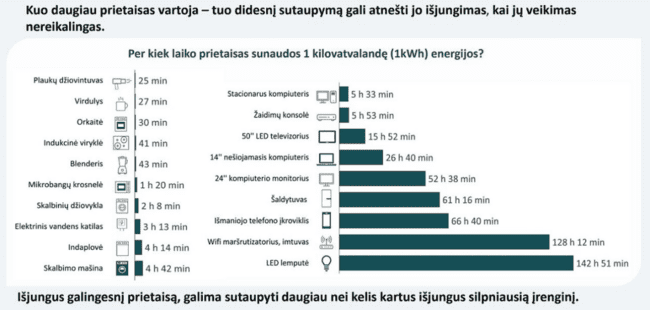 Kuo daugiau prietaisas vartoja – tuo didesnį sutaupymą gali atnešti jo išjungimas, kai jų veikimas
nereikalingas.
Per kiek laiko prietaisas sunaudos 1 kilovatvalandę (1kWh) energijos?
Plaukų džiovintuvas 25 min
Virdulys 27 min
Orkaitė 30 min
Indukcinė viryklė 41 min
Blenderis 43 min
Mikrobangų krosnelė 1 h 20 min
Skalbinių džiovykla 2 h 8 min
Elektrinis vandens katilas 3 h 13 min
Indaplovė 4 h 14 min
Skalbimo mašina 4 h 42 min
Stacionarus kompiuteris 5 h 33 min
Žaidimų konsolė 5 h 53 min
50" LED televizorius 15 h 52 min
14" nešiojamasis kompiuteris 26 h 40 min
24" kompiuterio monitorius 52 h 38 min
Šaldytuvas 61 h 16 min
Išmaniojo telefono įkroviklis 66 h 40 min
Wifi maršrutizatorius, imtuvas 128 h 12 min
LED lemputė 142 h 51 min
Išjungus galingesnį prietaisą, galima sutaupyti daugiau nei kelis kartus išjungus silpniausią įrenginį.